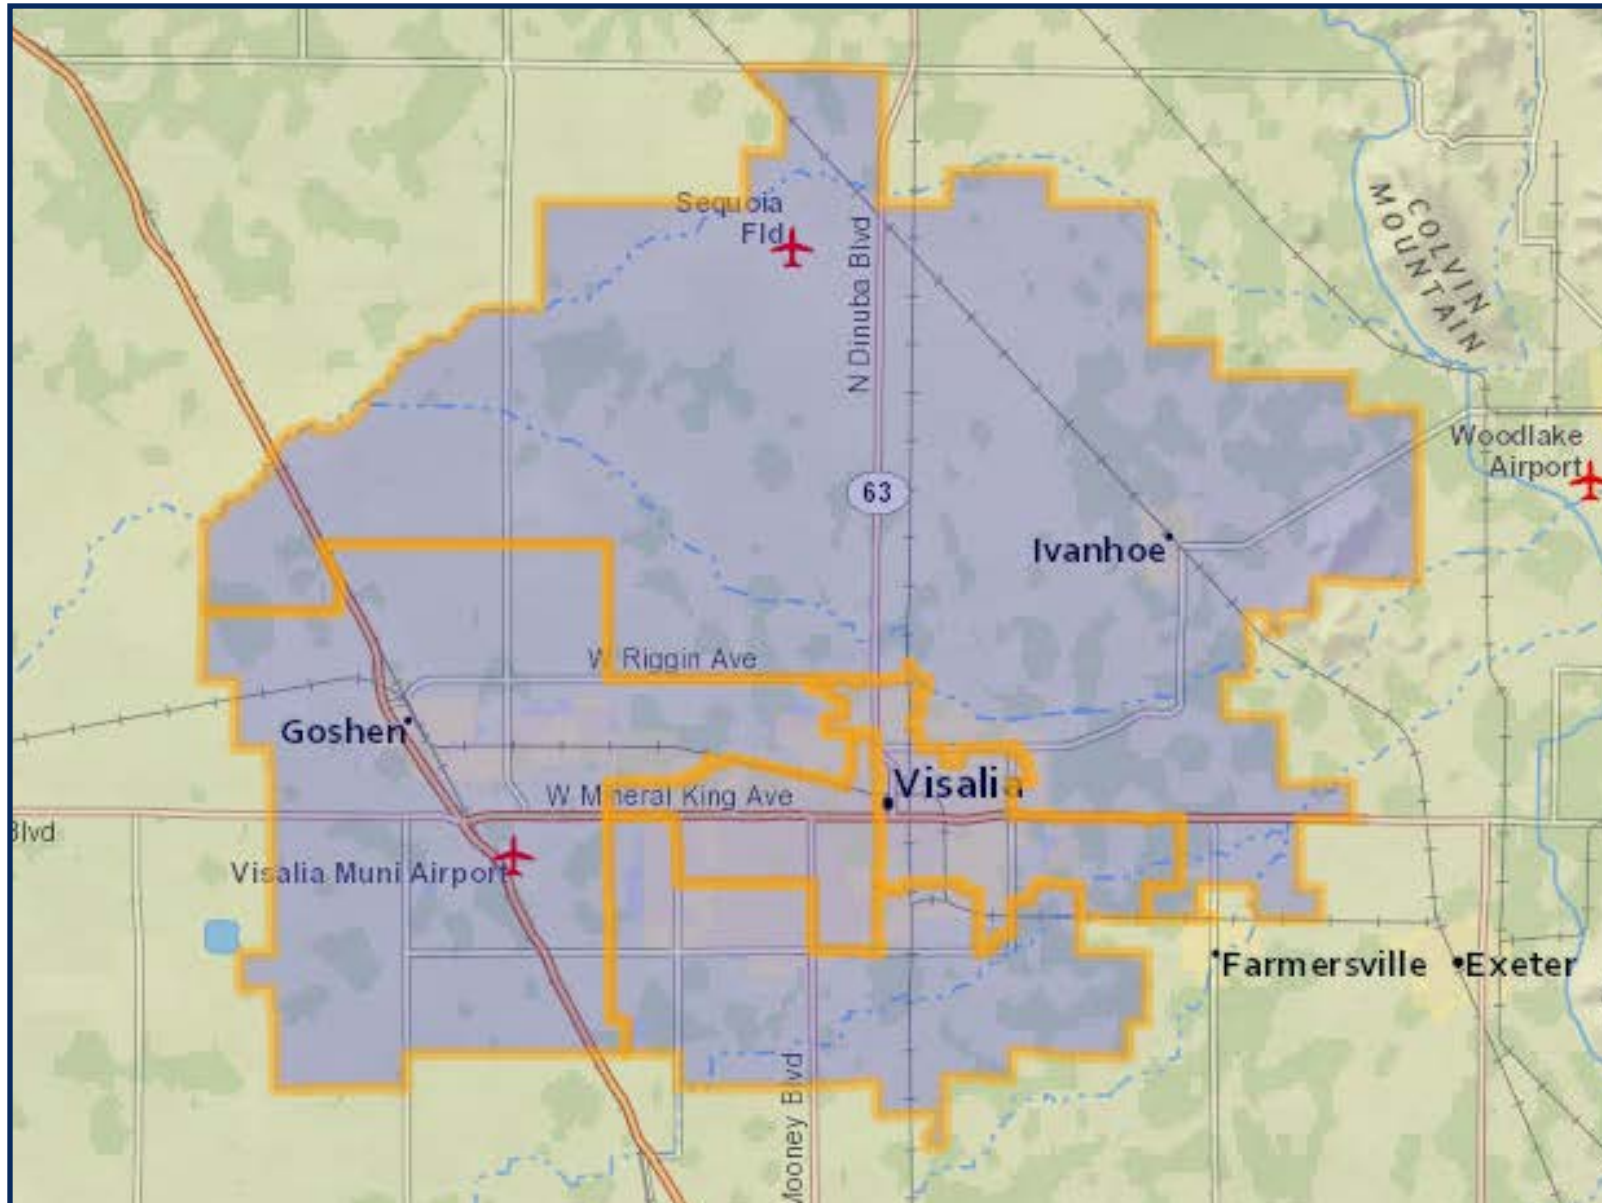 Sequoia
Fld
N Dinuba Blvd
COLVIN
MOUNTAIN
Woodlake
Airport
63
Ivanhoe
W Riggin Ave
Goshen
Visalia
W Mineral King Ave
Blvd
Visalia Muni Airport
Farmersville
Exeter
Mooney Blvd